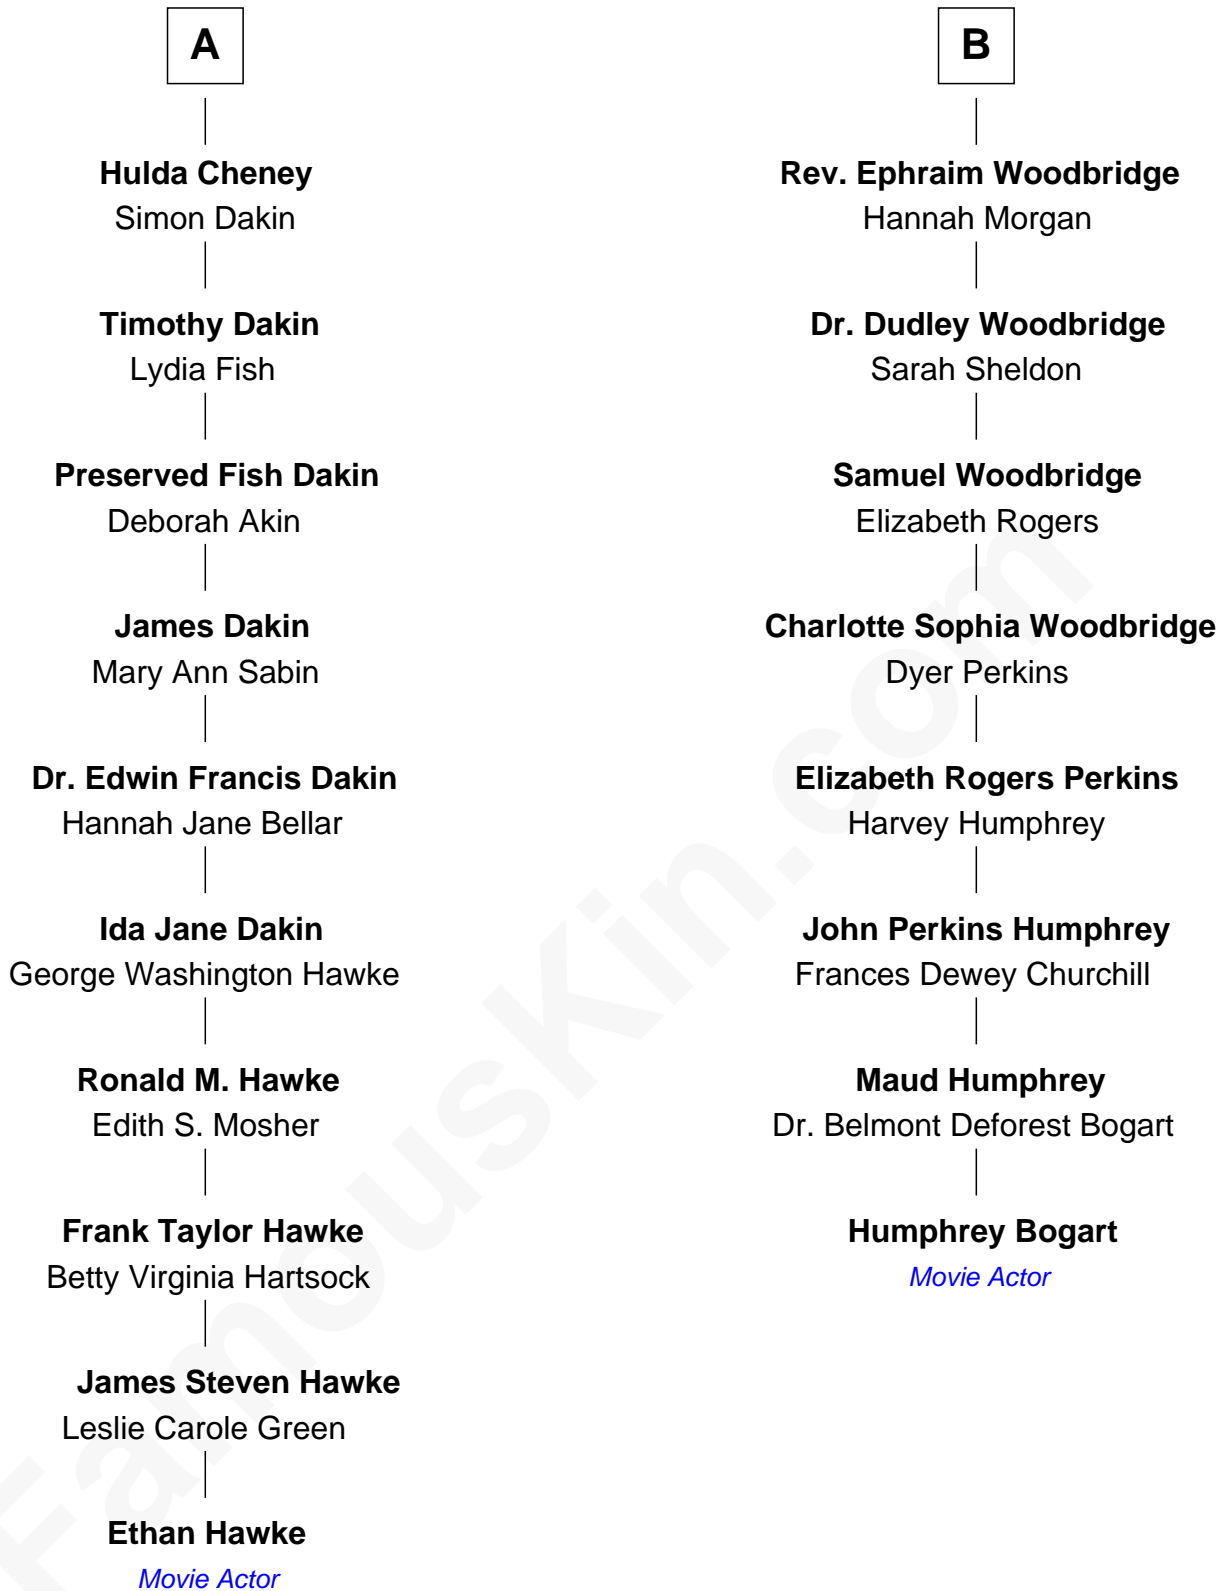 A
Hulda Cheney
Simon Dakin
Timothy Dakin
Lydia Fish
Preserved Fish Dakin
Deborah Akin
James Dakin
Mary Ann Sabin
Dr. Edwin Francis Dakin
Hannah Jane Bellar
Ida Jane Dakin
George Washington Hawke
Ronald M. Hawke
Edith S. Mosher
Frank Taylor Hawke
Betty Virginia Hartsock
James Steven Hawke
Leslie Carole Green
Ethan Hawke
Movie Actor
B
Rev. Ephraim Woodbridge
Hannah Morgan
Dr. Dudley Woodbridge
Sarah Sheldon
Samuel Woodbridge
Elizabeth Rogers
Charlotte Sophia Woodbridge
Dyer Perkins
Elizabeth Rogers Perkins
Harvey Humphrey
John Perkins Humphrey
Frances Dewey Churchill
Maud Humphrey
Dr. Belmont Deforest Bogart
Humphrey Bogart
Movie Actor
FamousKin.com